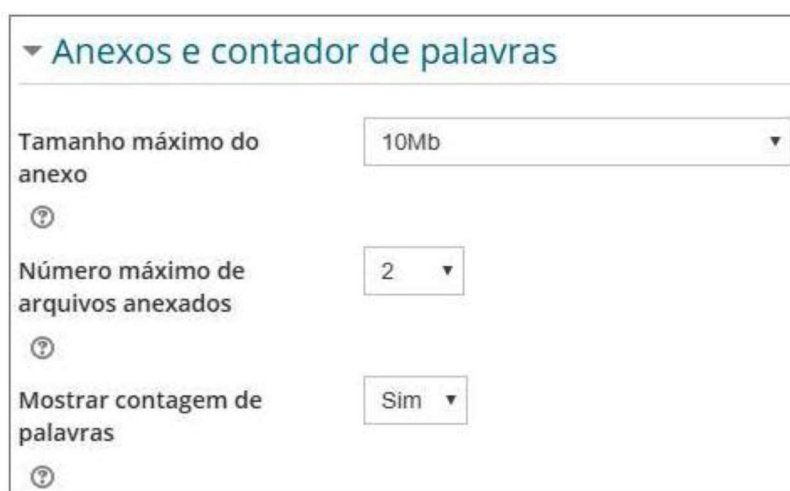 Anexos e contador de palavras
Tamanho máximo do
anexo
10Mb
Número máximo de
arquivos anexados
2
Mostrar contagem de
palavras
Sim